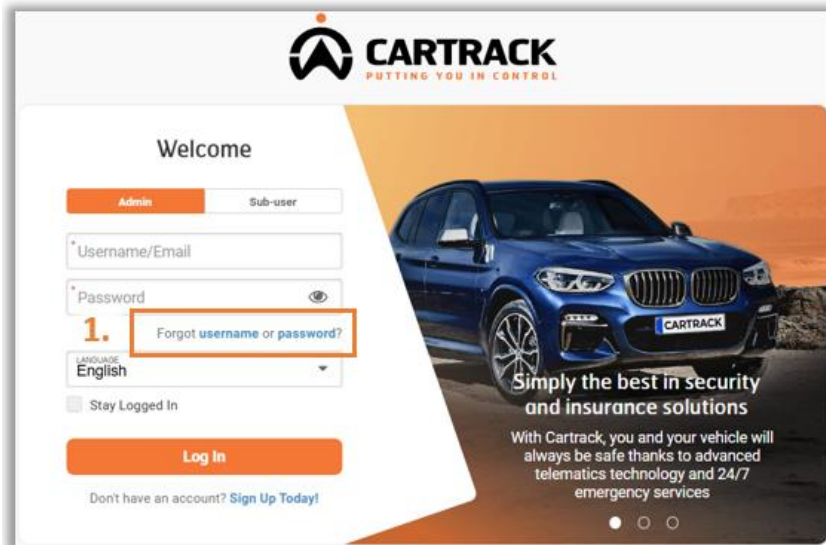 CARTRACK
PUTTING YOU IN CONTROL
Welcome
Admin
Sub-user
*Username/Email
*Password
1.
Forgot username or password?
LANGUAGE
English
Stay Logged In
Log In
Don't have an account? Sign Up Today!
CARTRACK
Simply the best in security
and insurance solutions
With Cartrack, you and your vehicle will
always be safe thanks to advanced
telematics technology and 24/7
emergency services